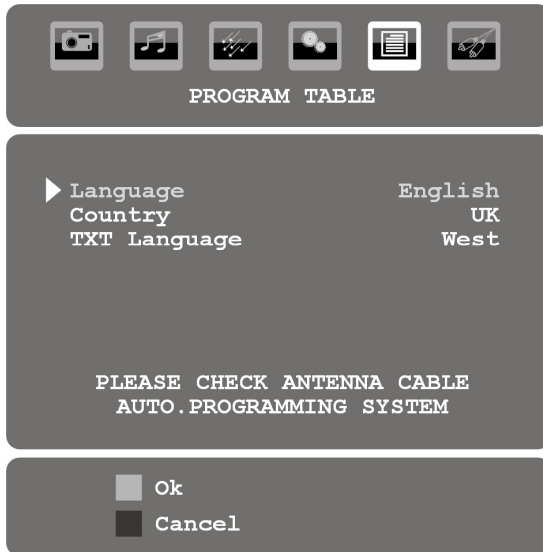 PROGRAM TABLE
Language English
Country UK
TXT Language West
PLEASE CHECK ANTENNA CABLE
AUTO.PROGRAMMING SYSTEM
Ok
Cancel